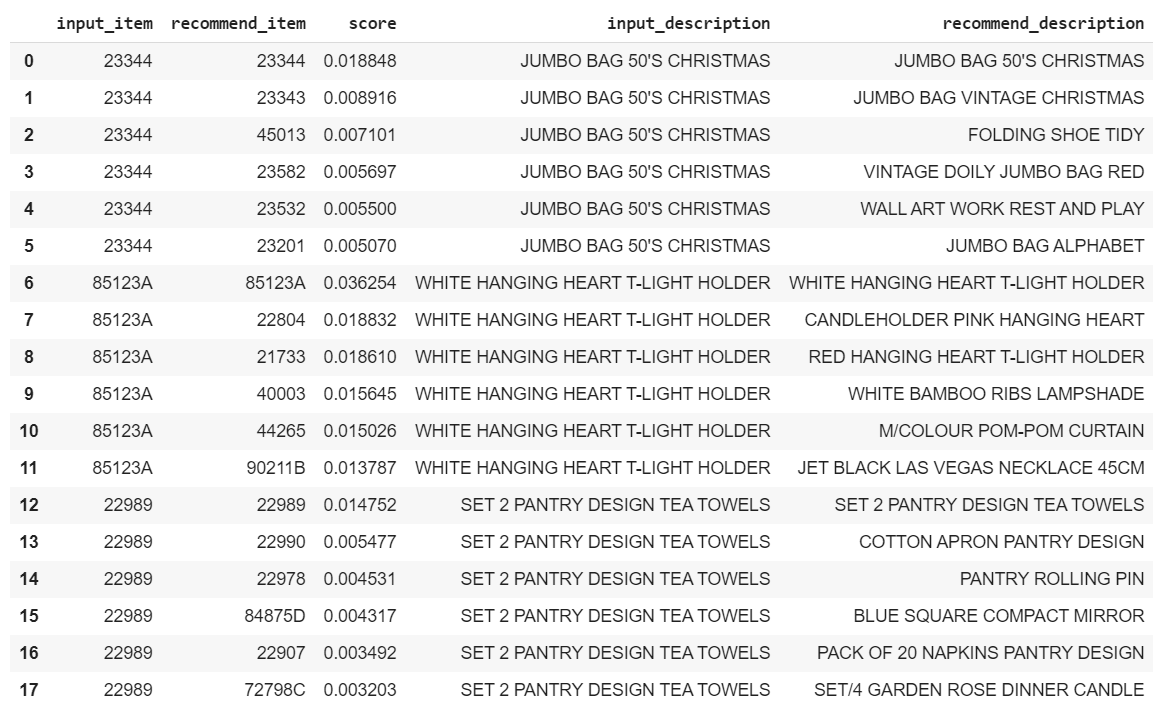 input_item recommend_item score input_description recommend_description
0 23344 23344 0.018848 JUMBO BAG 50'S CHRISTMAS JUMBO BAG 50'S CHRISTMAS
1 23344 23343 0.008916 JUMBO BAG 50'S CHRISTMAS JUMBO BAG VINTAGE CHRISTMAS
2 23344 45013 0.007101 JUMBO BAG 50'S CHRISTMAS FOLDING SHOE TIDY
3 23344 23582 0.005697 JUMBO BAG 50'S CHRISTMAS VINTAGE DOILY JUMBO BAG RED
4 23344 23532 0.005500 JUMBO BAG 50'S CHRISTMAS WALL ART WORK REST AND PLAY
5 23344 23201 0.005070 JUMBO BAG 50'S CHRISTMAS JUMBO BAG ALPHABET
6 85123A 85123A 0.036254 WHITE HANGING HEART T-LIGHT HOLDER WHITE HANGING HEART T-LIGHT HOLDER
7 85123A 22804 0.018832 WHITE HANGING HEART T-LIGHT HOLDER CANDLEHOLDER PINK HANGING HEART
8 85123A 21733 0.018610 WHITE HANGING HEART T-LIGHT HOLDER RED HANGING HEART T-LIGHT HOLDER
9 85123A 40003 0.015645 WHITE HANGING HEART T-LIGHT HOLDER WHITE BAMBOO RIBS LAMPSHADE
10 85123A 44265 0.015026 WHITE HANGING HEART T-LIGHT HOLDER M/COLOUR POM-POM CURTAIN
11 85123A 90211B 0.013787 WHITE HANGING HEART T-LIGHT HOLDER JET BLACK LAS VEGAS NECKLACE 45CM
12 22989 22989 0.014752 SET 2 PANTRY DESIGN TEA TOWELS SET 2 PANTRY DESIGN TEA TOWELS
13 22989 22990 0.005477 SET 2 PANTRY DESIGN TEA TOWELS COTTON APRON PANTRY DESIGN
14 22989 22978 0.004531 SET 2 PANTRY DESIGN TEA TOWELS PANTRY ROLLING PIN
15 22989 84875D 0.004317 SET 2 PANTRY DESIGN TEA TOWELS BLUE SQUARE COMPACT MIRROR
16 22989 22907 0.003492 SET 2 PANTRY DESIGN TEA TOWELS PACK OF 20 NAPKINS PANTRY DESIGN
17 22989 72798C 0.003203 SET 2 PANTRY DESIGN TEA TOWELS SET/4 GARDEN ROSE DINNER CANDLE